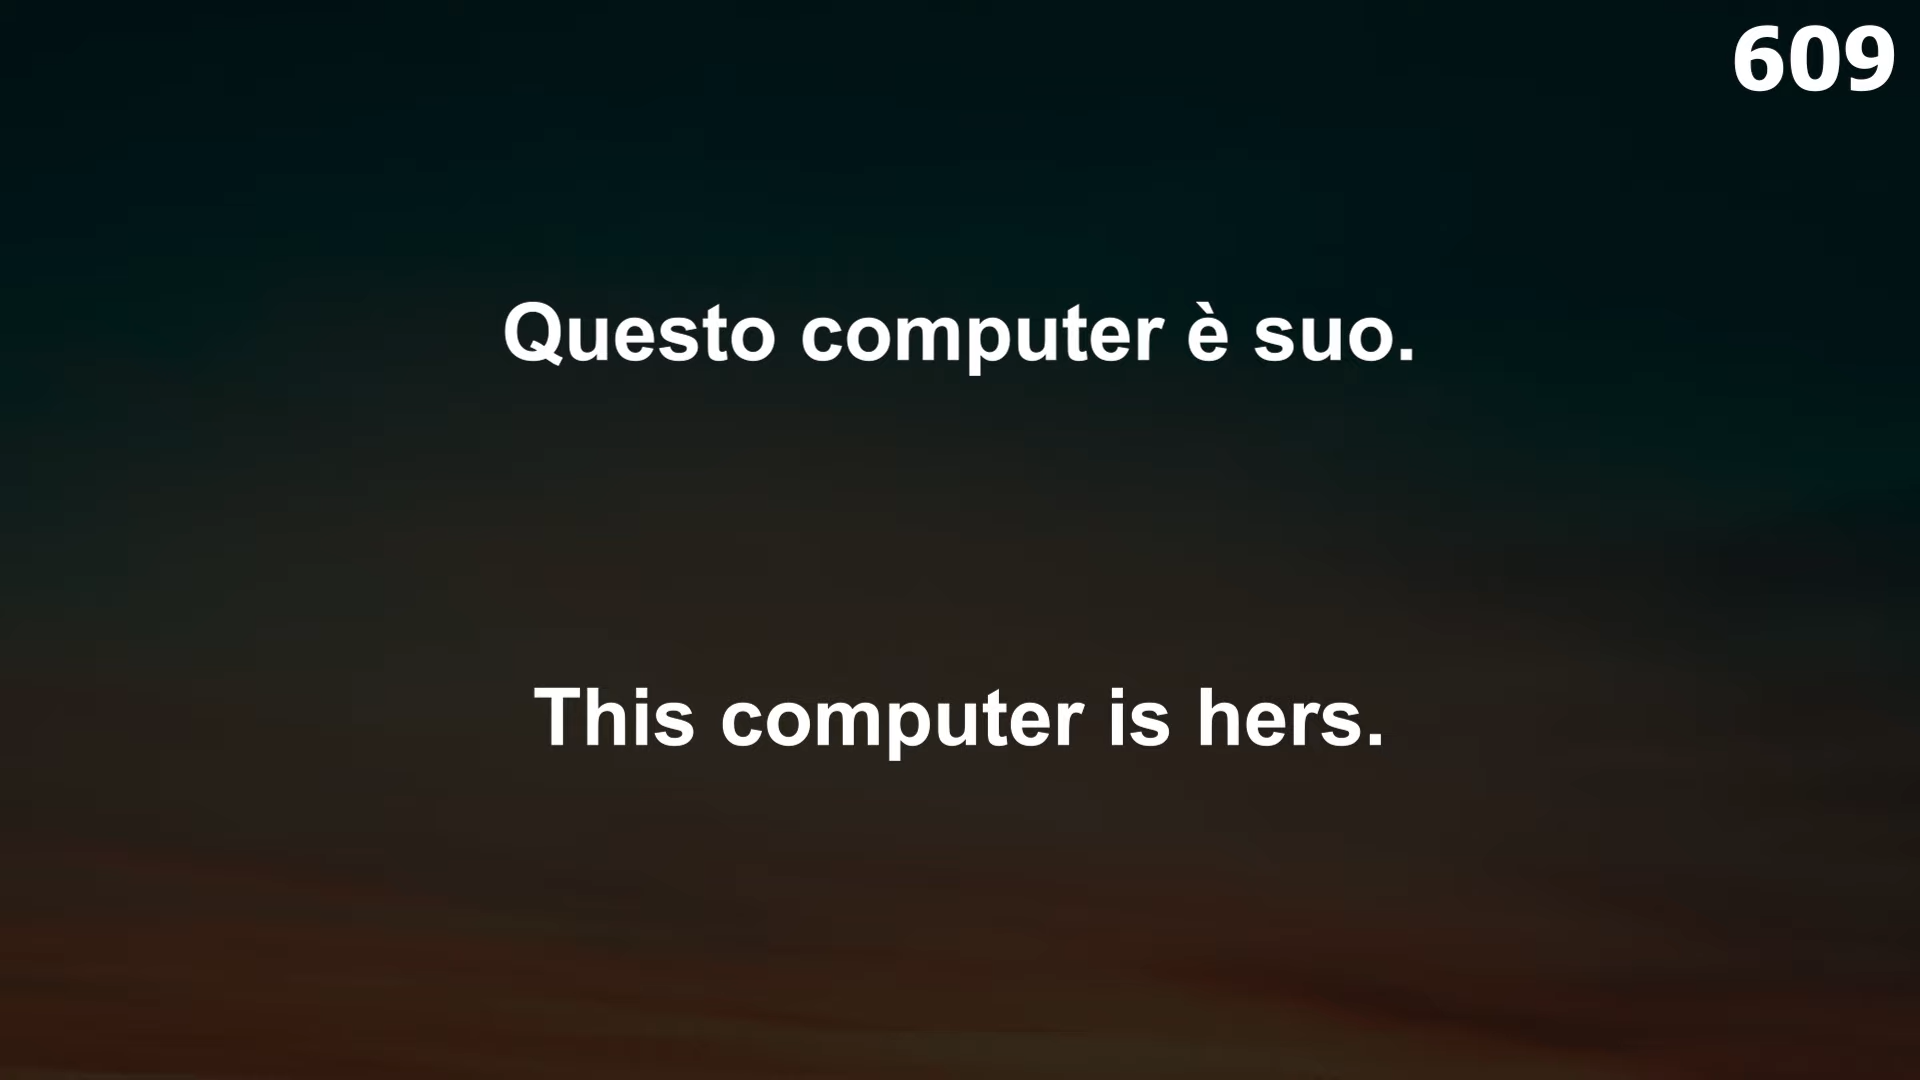 609
Questo computer è suo.
This computer is hers.